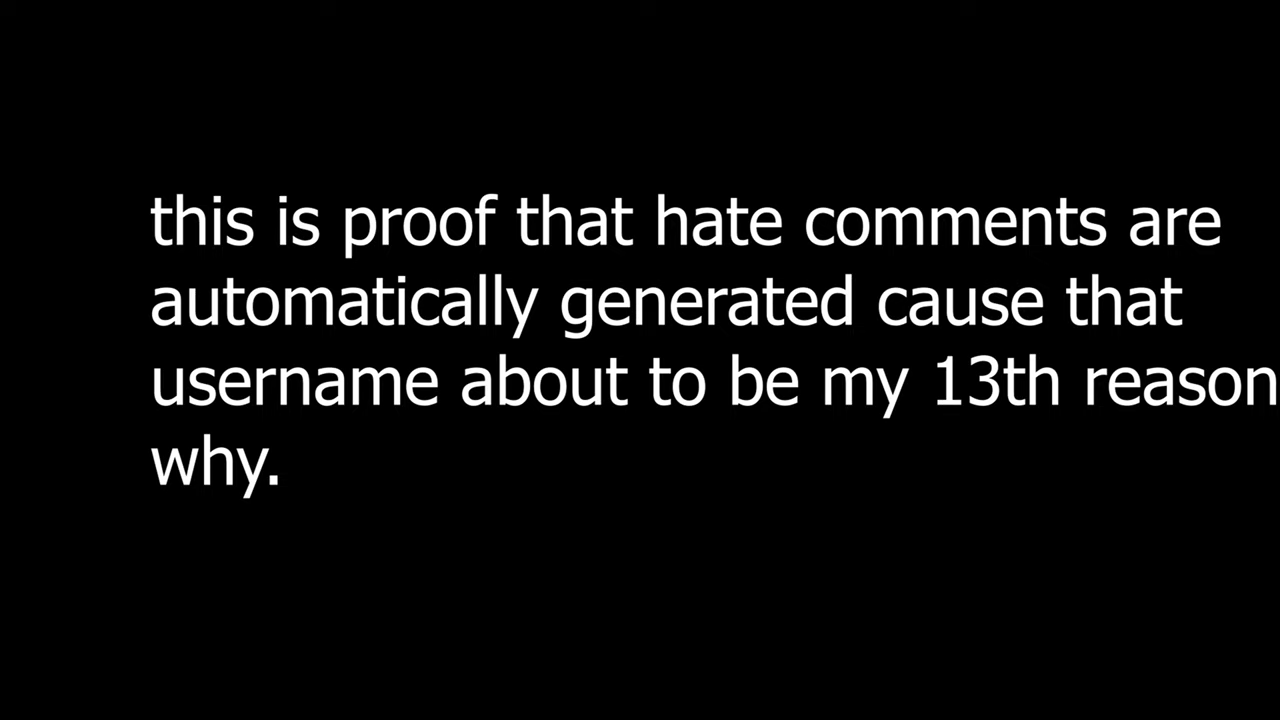 this is proof that hate comments are
automatically generated cause that
username about to be my 13th reason
why.